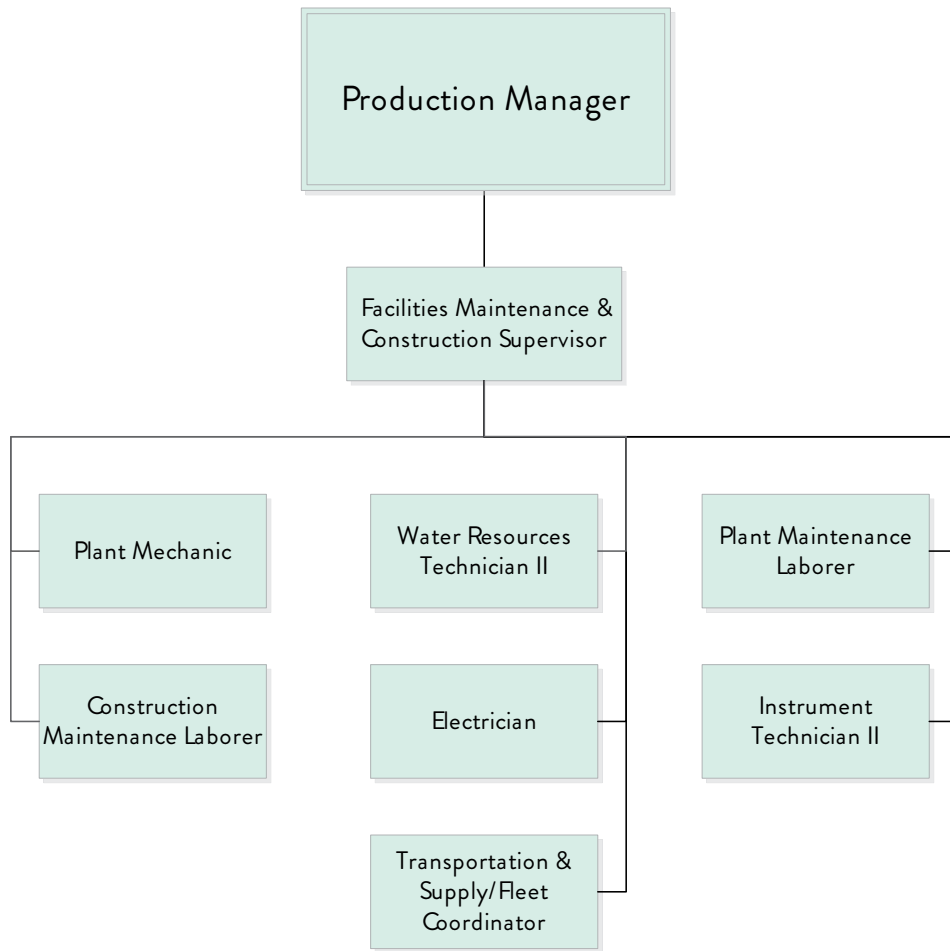 Production Manager
Facilities Maintenance &
Construction Supervisor
Plant Mechanic
Water Resources
Technician II
Plant Maintenance
Laborer
Construction
Maintenance Laborer
Electrician
Instrument
Technician II
Transportation &
Supply/Fleet
Coordinator